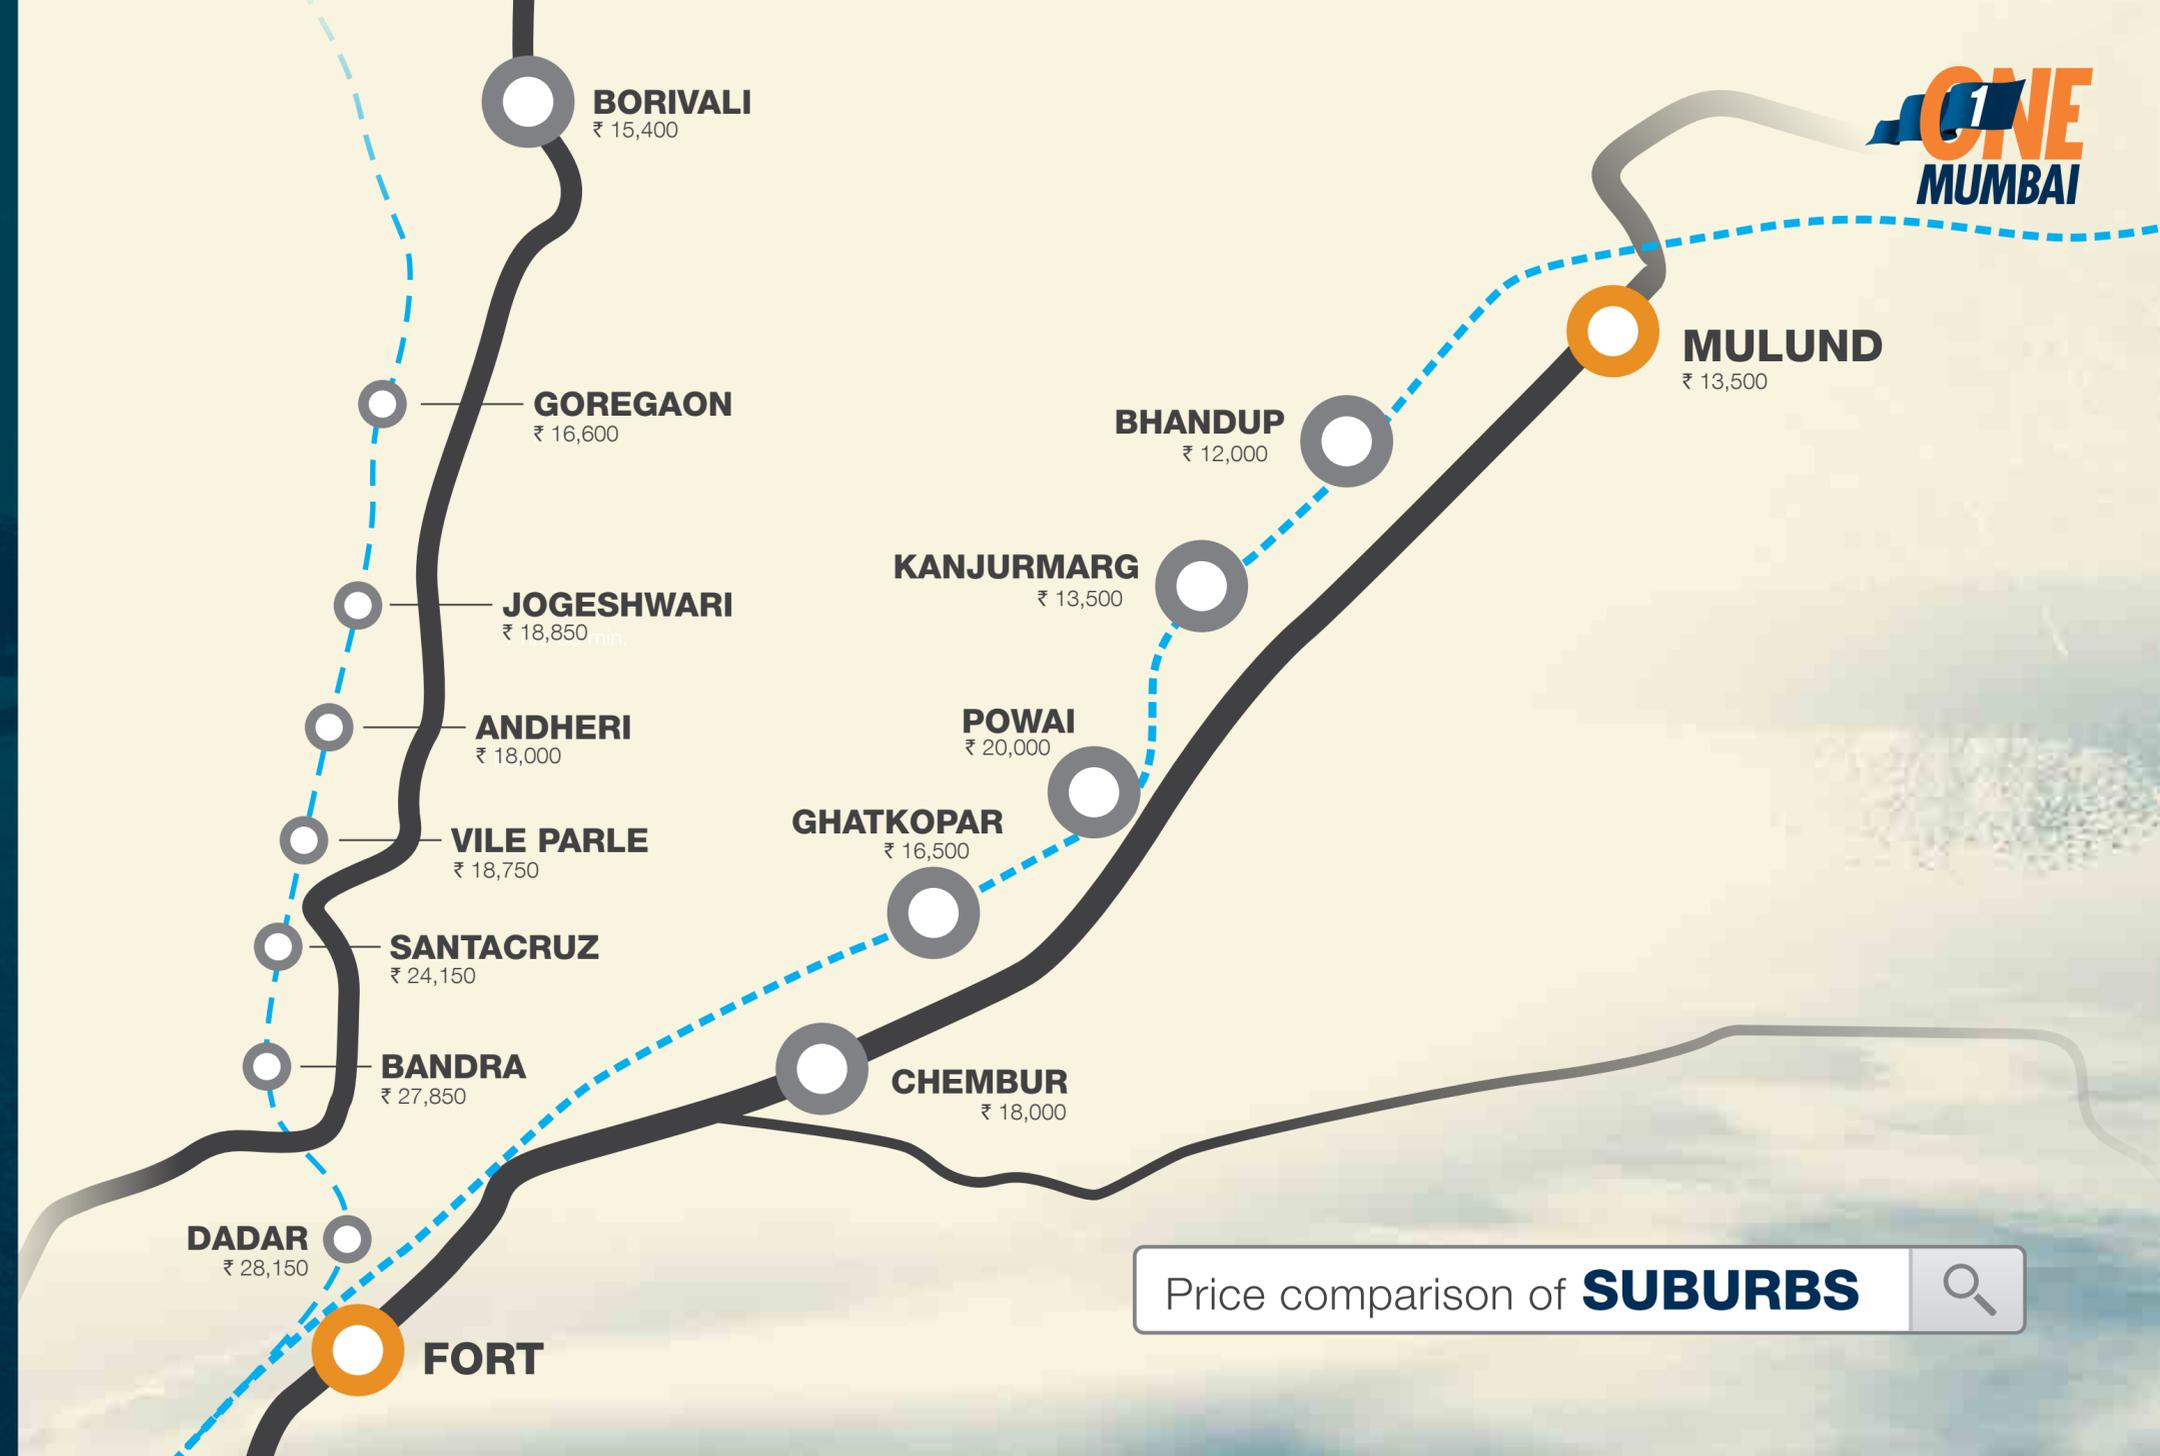 BORIVALI
₹ 15,400
1
ONE
MUMBAI
MULUND
₹ 13,500
GOREGAON
₹ 16,600
BHANDUP
₹ 12,000
KANJURMARG
₹ 13,500
JOGESHWARI
₹ 18,850
min.
POWAI
₹ 20,000
ANDHERI
₹ 18,000
GHATKOPAR
₹ 16,500
VILE PARLE
₹ 18,750
SANTACRUZ
₹ 24,150
BANDRA
₹ 27,850
CHEMBUR
₹ 18,000
DADAR
₹ 28,150
FORT
Price comparison of SUBURBS